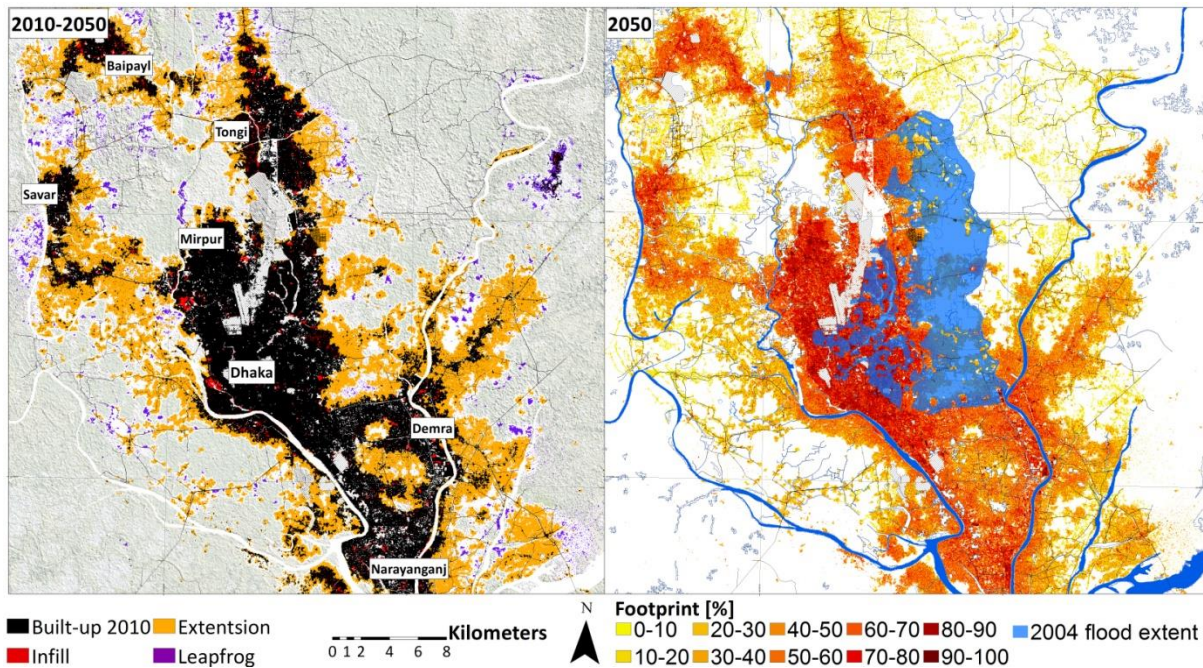 2010-2050
Baipayl
Tongi
Savar
Mirpur
Dhaka
Demra
Narayanganj
2050
Built-up 2010
Extentsion
Infill
Leapfrog
Kilometers
0 1 2 4 6 8
N
Footprint [%]
0-10 20-30 40-50 60-70 80-90 2004 flood extent
10-20 30-40 50-60 70-80 90-100